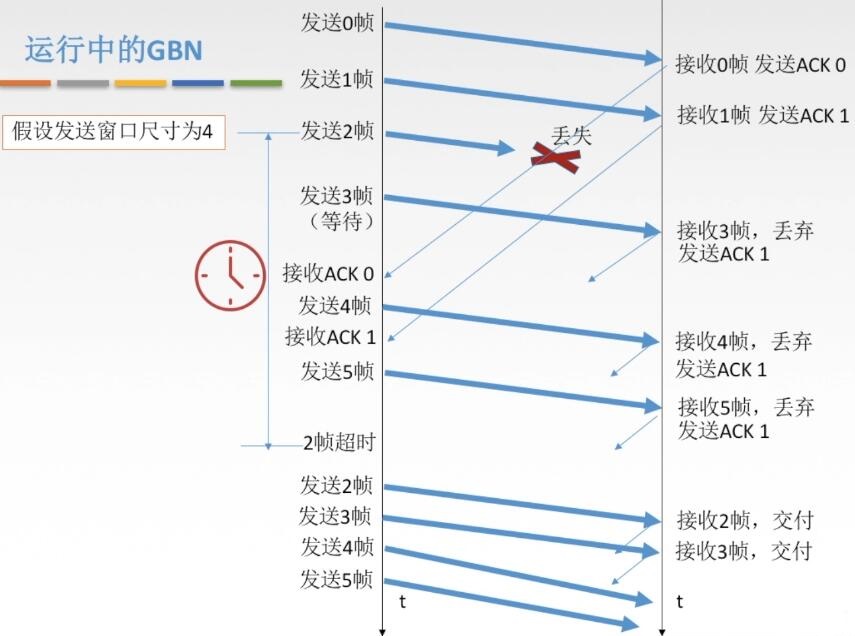 运行中的GBN
假设发送窗口尺寸为4
发送0帧
发送1帧
发送2帧
发送3帧
（等待）
接收ACK 0
发送4帧
接收ACK 1
发送5帧
2帧超时
发送2帧
发送3帧
发送4帧
发送5帧
t
丢失
接收0帧 发送ACK 0
接收1帧 发送ACK 1
接收3帧，丢弃
发送ACK 1
接收4帧，丢弃
发送ACK 1
接收5帧，丢弃
发送ACK 1
接收2帧，交付
接收3帧，交付
t